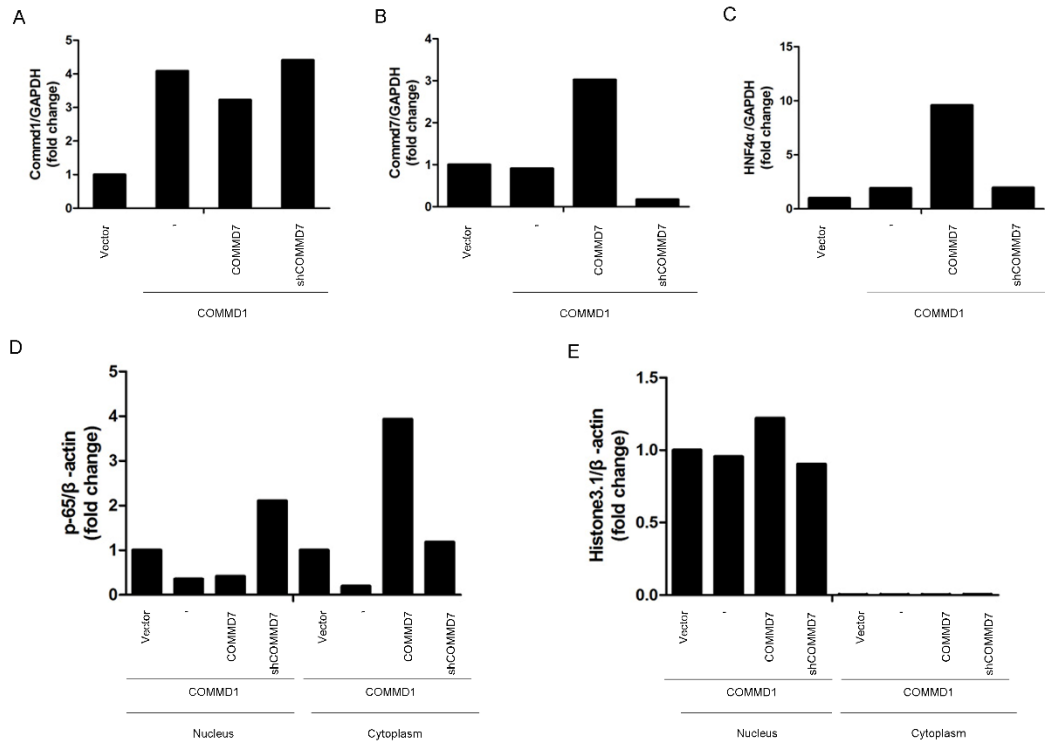 A
Commd1/GAPDH
(fold change)
5
4
3
2
1
0
Vector
-
COMMD7
shCOMMD7
COMMD1
B
Commd7/GAPDH
(fold change)
4
3
2
1
0
Vector
-
COMMD7
shCOMMD7
COMMD1
C
HNF4α/GAPDH
(fold change)
15
10
5
0
Vector
-
COMMD7
shCOMMD7
COMMD1
D
p-65/β -actin
(fold change)
5
4
3
2
1
0
Vector
-
COMMD7
shCOMMD7
Vector
-
COMMD7
shCOMMD7
COMMD1
COMMD1
Nucleus
Cytoplasm
E
Histone3.1/β -actin
(fold change)
1.5
1.0
0.5
0.0
Vector
-
COMMD7
shCOMMD7
Vector
-
COMMD7
shCOMMD7
COMMD1
COMMD1
Nucleus
Cytoplasm